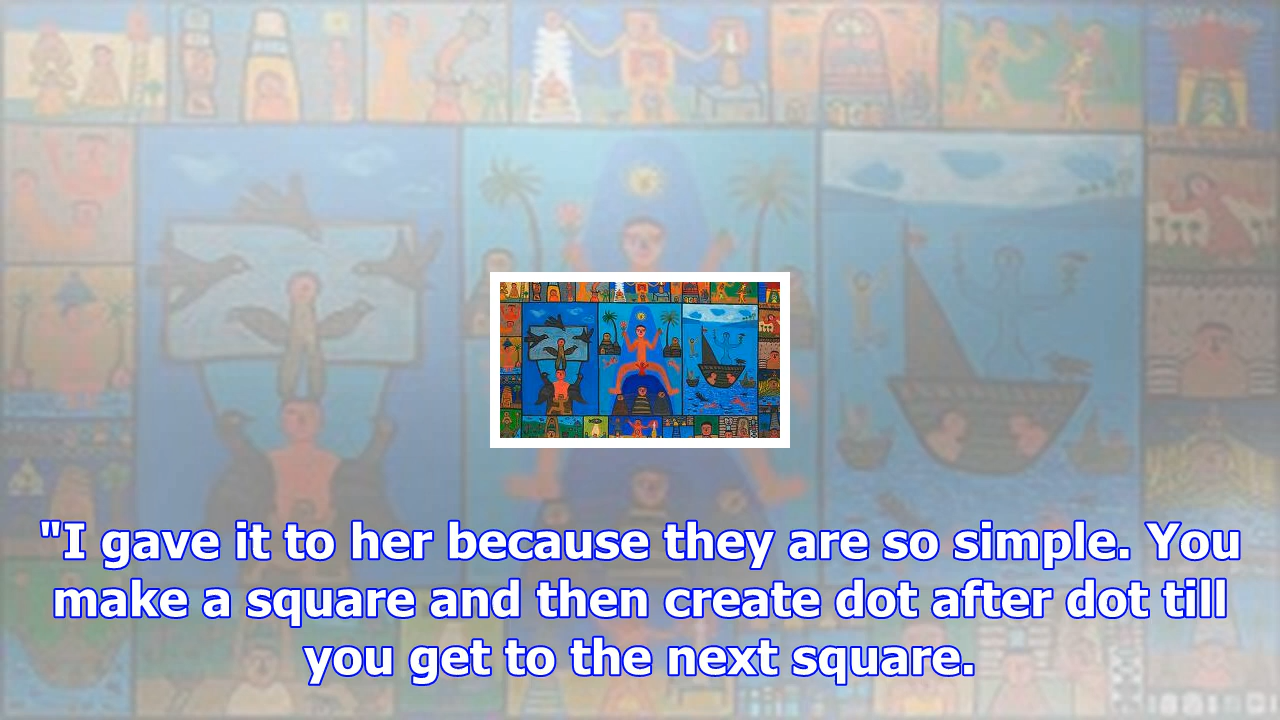 "I gave it to her because they are so simple. You
make a square and then create dot after dot till
you get to the next square.